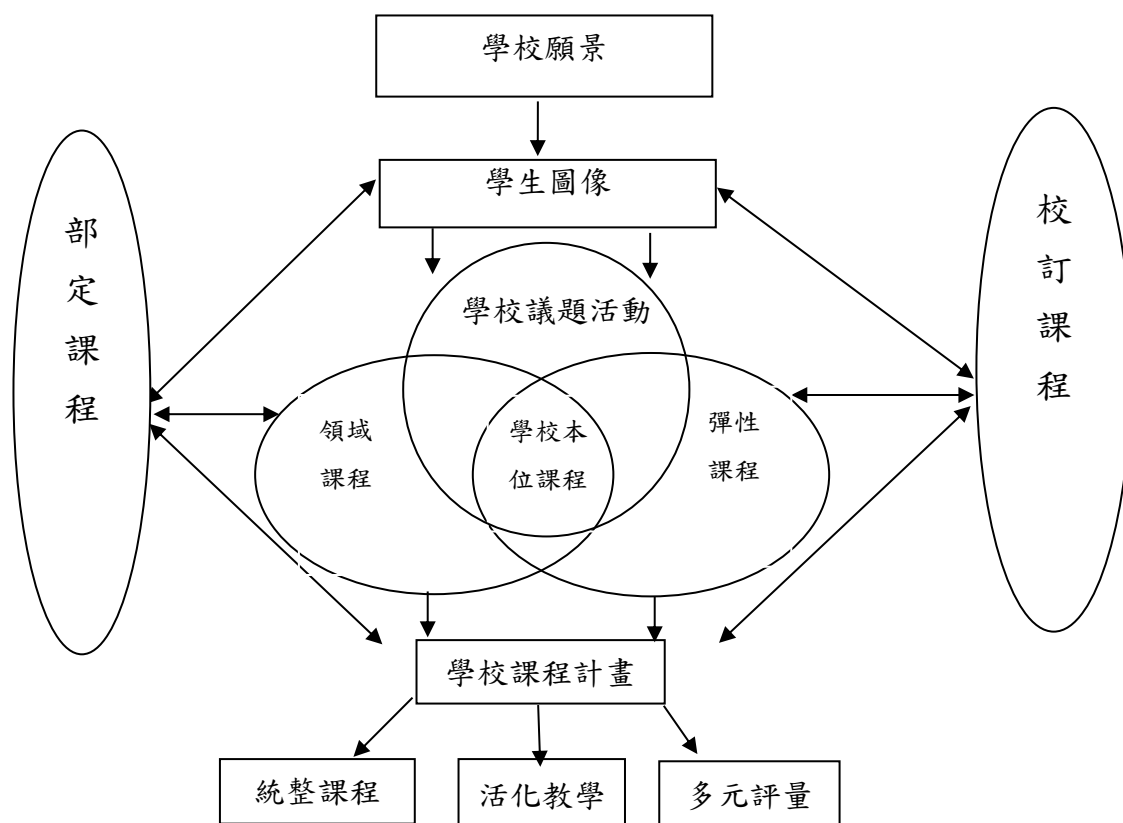 學校願景
學生圖像
部定課程
校訂課程
學校議題活動
領域
課程
學校本
位課程
彈性
課程
學校課程計畫
統整課程
活化教學
多元評量